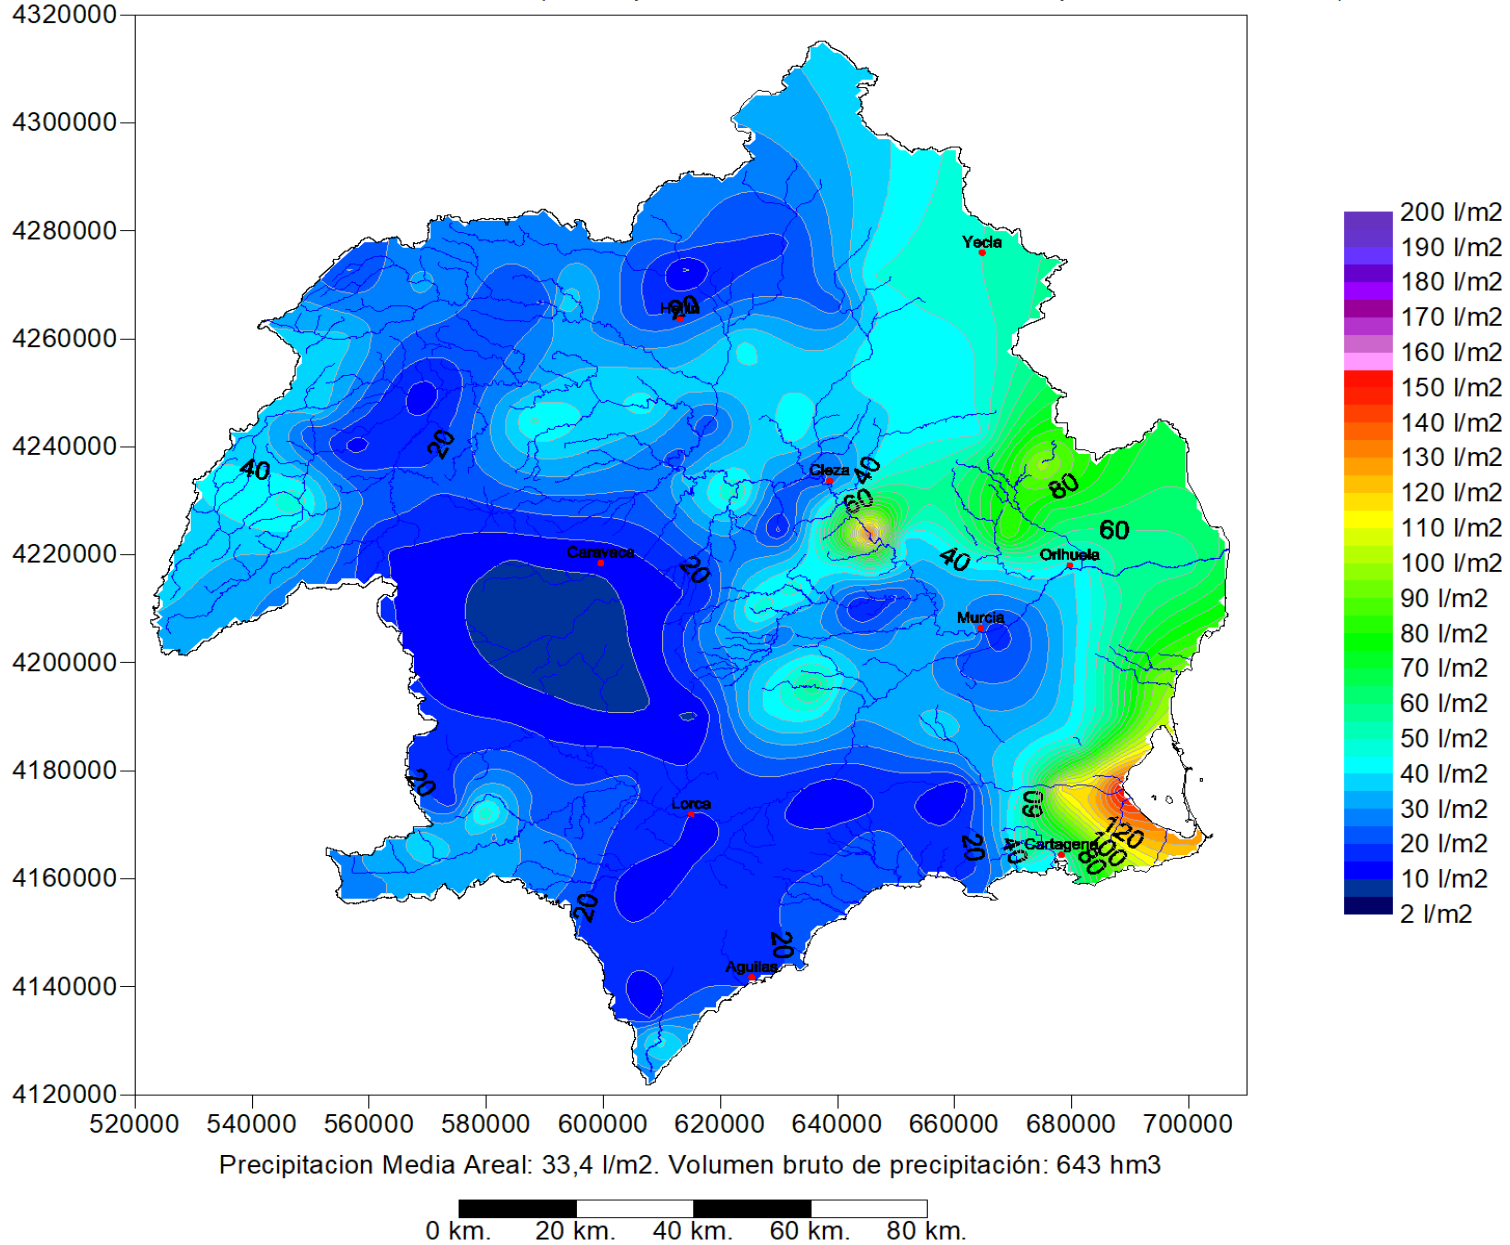 4320000
4300000
4280000
4260000
4240000
4220000
4200000
4180000
4160000
4140000
4120000
520000 540000 560000 580000 600000 620000 640000 660000 680000 700000
Yecla
20
40
Cieza
40
60
80
60
Caravaca
20
40
Orihuela
Murcia
20
Lorca
60
120
100
80
20
40
Cartagena
20
20
Aguilas
200 l/m2
190 l/m2
180 l/m2
170 l/m2
160 l/m2
150 l/m2
140 l/m2
130 l/m2
120 l/m2
110 l/m2
100 l/m2
90 l/m2
80 l/m2
70 l/m2
60 l/m2
50 l/m2
40 l/m2
30 l/m2
20 l/m2
10 l/m2
2 l/m2
Precipitacion Media Areal: 33,4 l/m2. Volumen bruto de precipitación: 643 hm3
0 km. 20 km. 40 km. 60 km. 80 km.